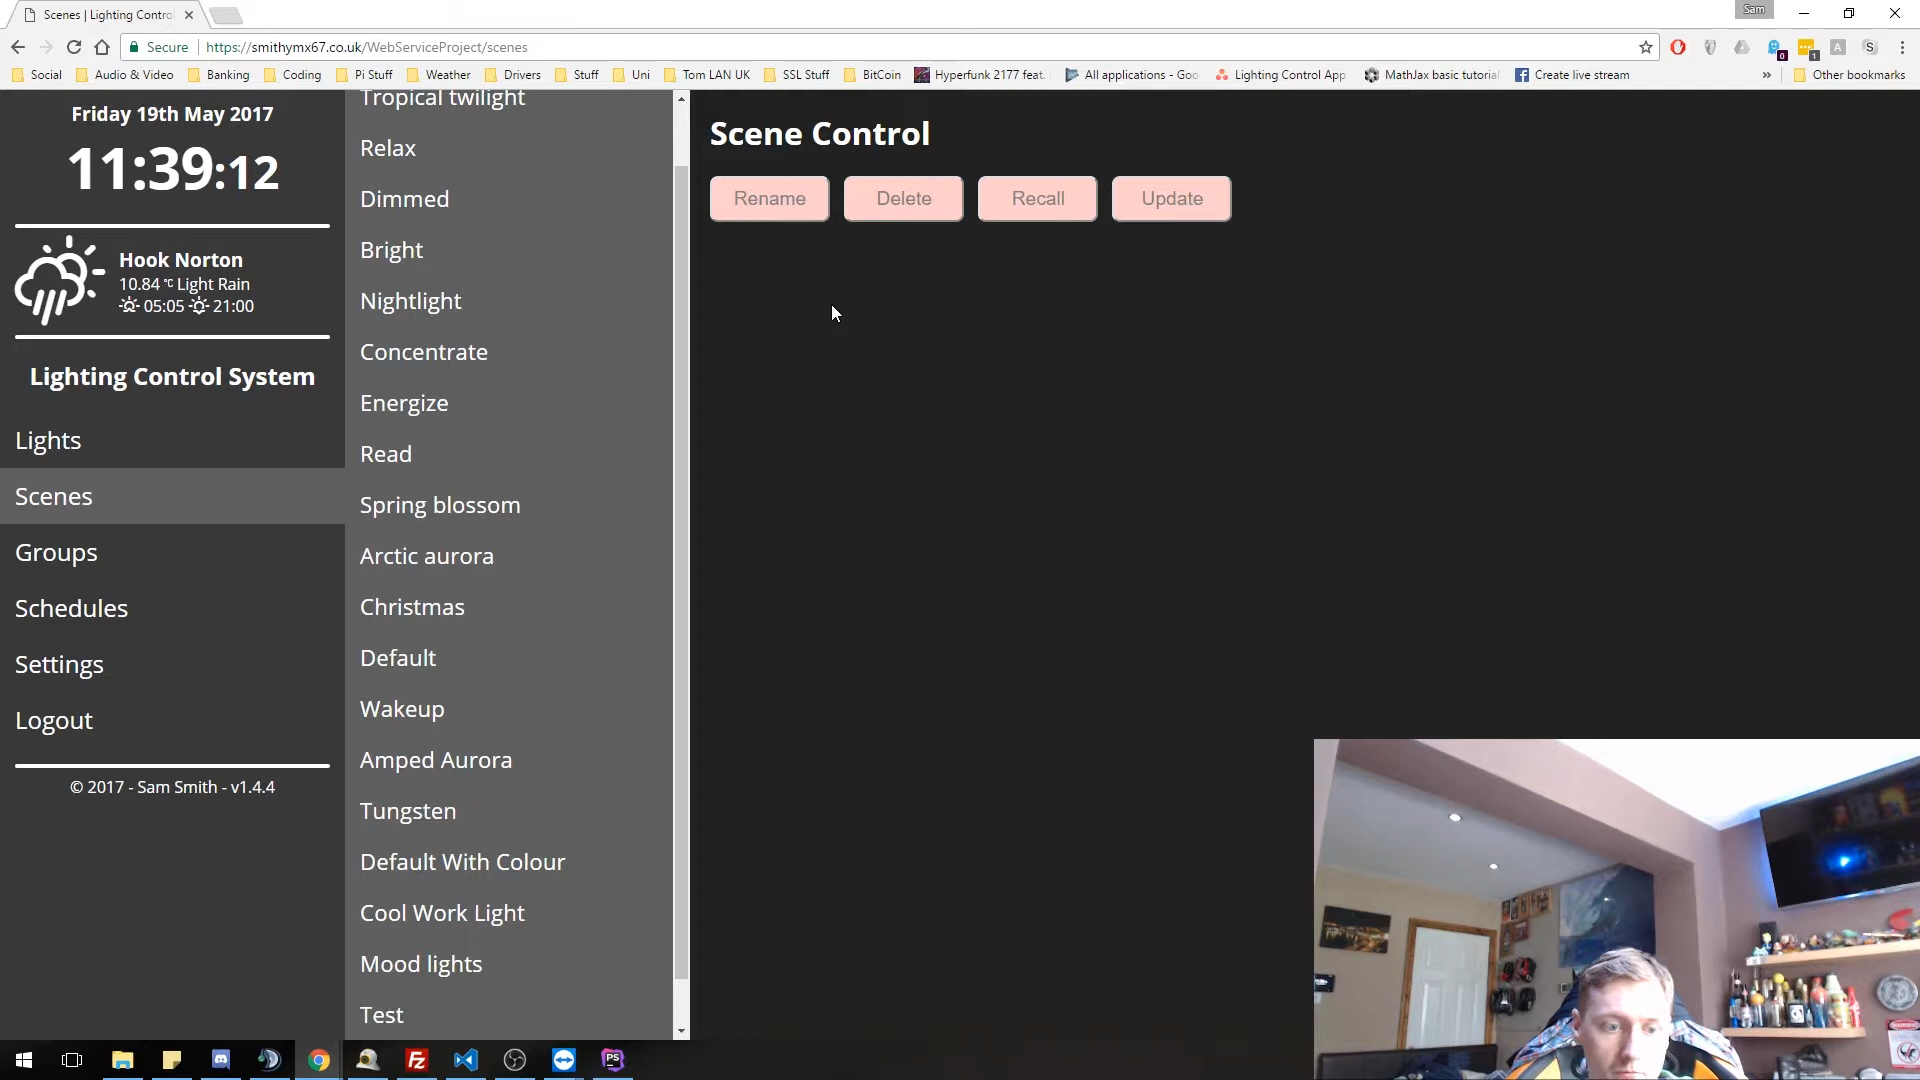 Scenes | Lighting Contro
Sam
Secure
https://smithymx67.co.uk/WebServiceProject/scenes
Social
Audio & Video
Banking
Coding
Pi Stuff
Weather
Drivers
Stuff
Uni
Tom LAN UK
SSL Stuff
BitCoin
Hyperfunk 2177 feat.
All applications - Goo
Lighting Control App
MathJax basic tutorial
Create live stream
»
Other bookmarks
Friday 19th May 2017
11:39:12
Hook Norton
10.84 °C Light Rain
05:05 21:00
Lighting Control System
Lights
Scenes
Groups
Schedules
Settings
Logout
© 2017 - Sam Smith - v1.4.4
Tropical twilight
Relax
Dimmed
Bright
Nightlight
Concentrate
Energize
Read
Spring blossom
Arctic aurora
Christmas
Default
Wakeup
Amped Aurora
Tungsten
Default With Colour
Cool Work Light
Mood lights
Test
Scene Control
Rename
Delete
Recall
Update